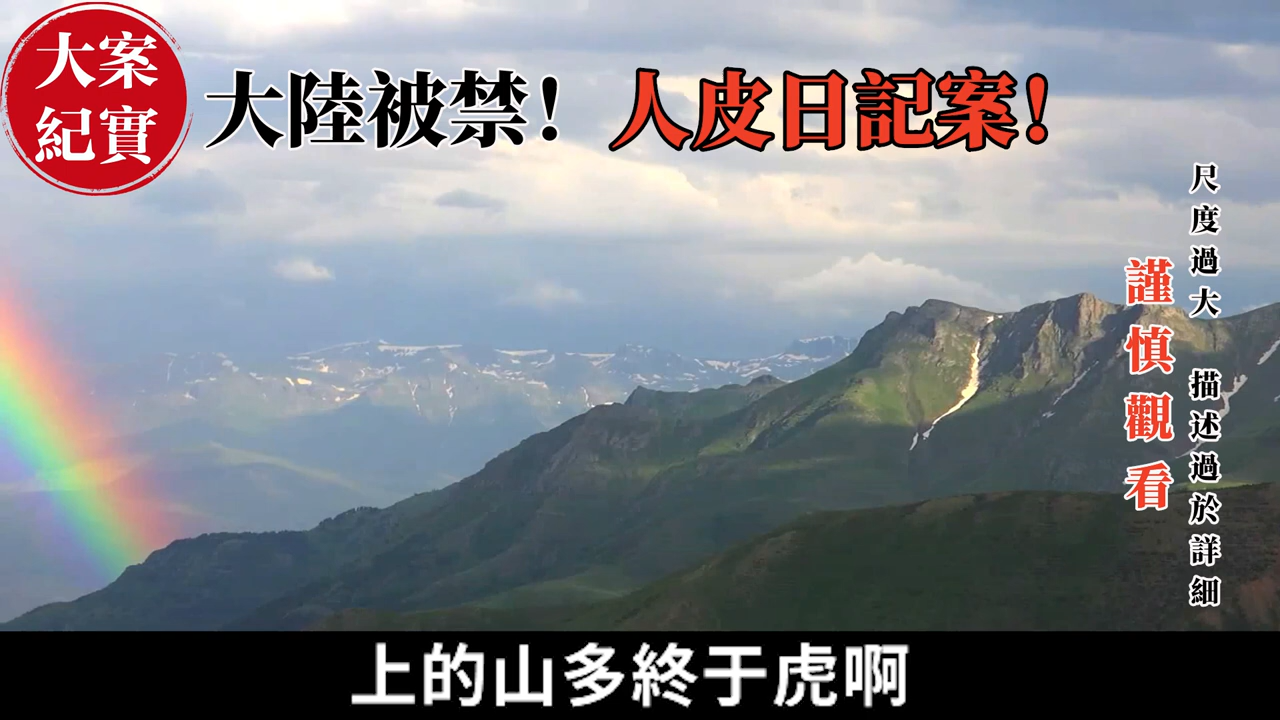 大案
紀實
大陸被禁！人皮日記案！
尺度過大 描述過於詳細
謹慎觀看
上的山多終于虎啊